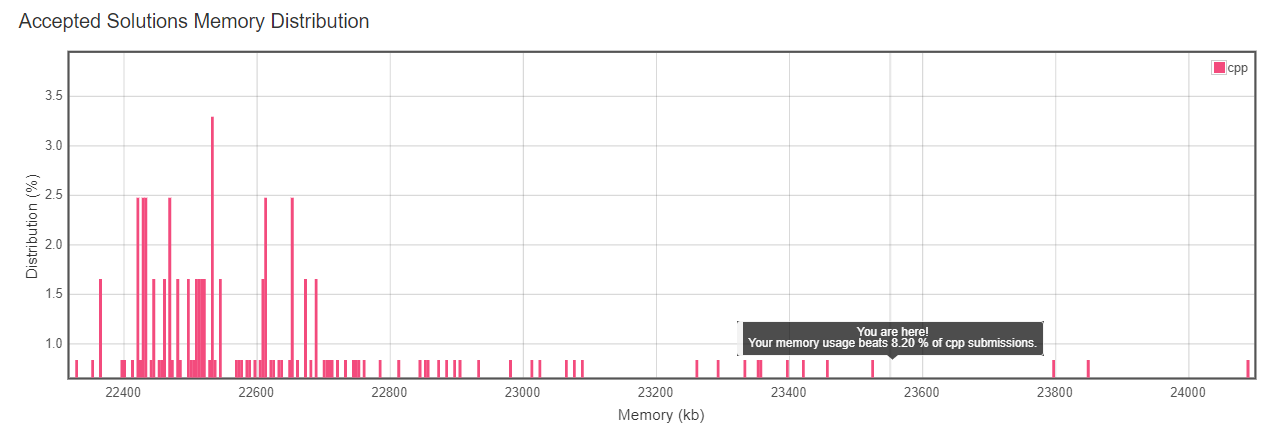 Accepted Solutions Memory Distribution
cpp
3.5
3.0
2.5
2.0
1.5
1.0
Distribution (%)
You are here!
Your memory usage beats 8.20 % of cpp submissions.
22400 22600 22800 23000 23200 23400 23600 23800 24000
Memory (kb)